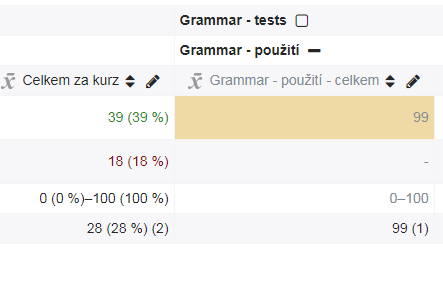 Grammar - tests
Grammar - použití
x̄ Celkem za kurz x̄ Grammar - použití - celkem
39 (39 %) 99
18 (18 %) -
0 (0 %)–100 (100 %) 0–100
28 (28 %) (2) 99 (1)